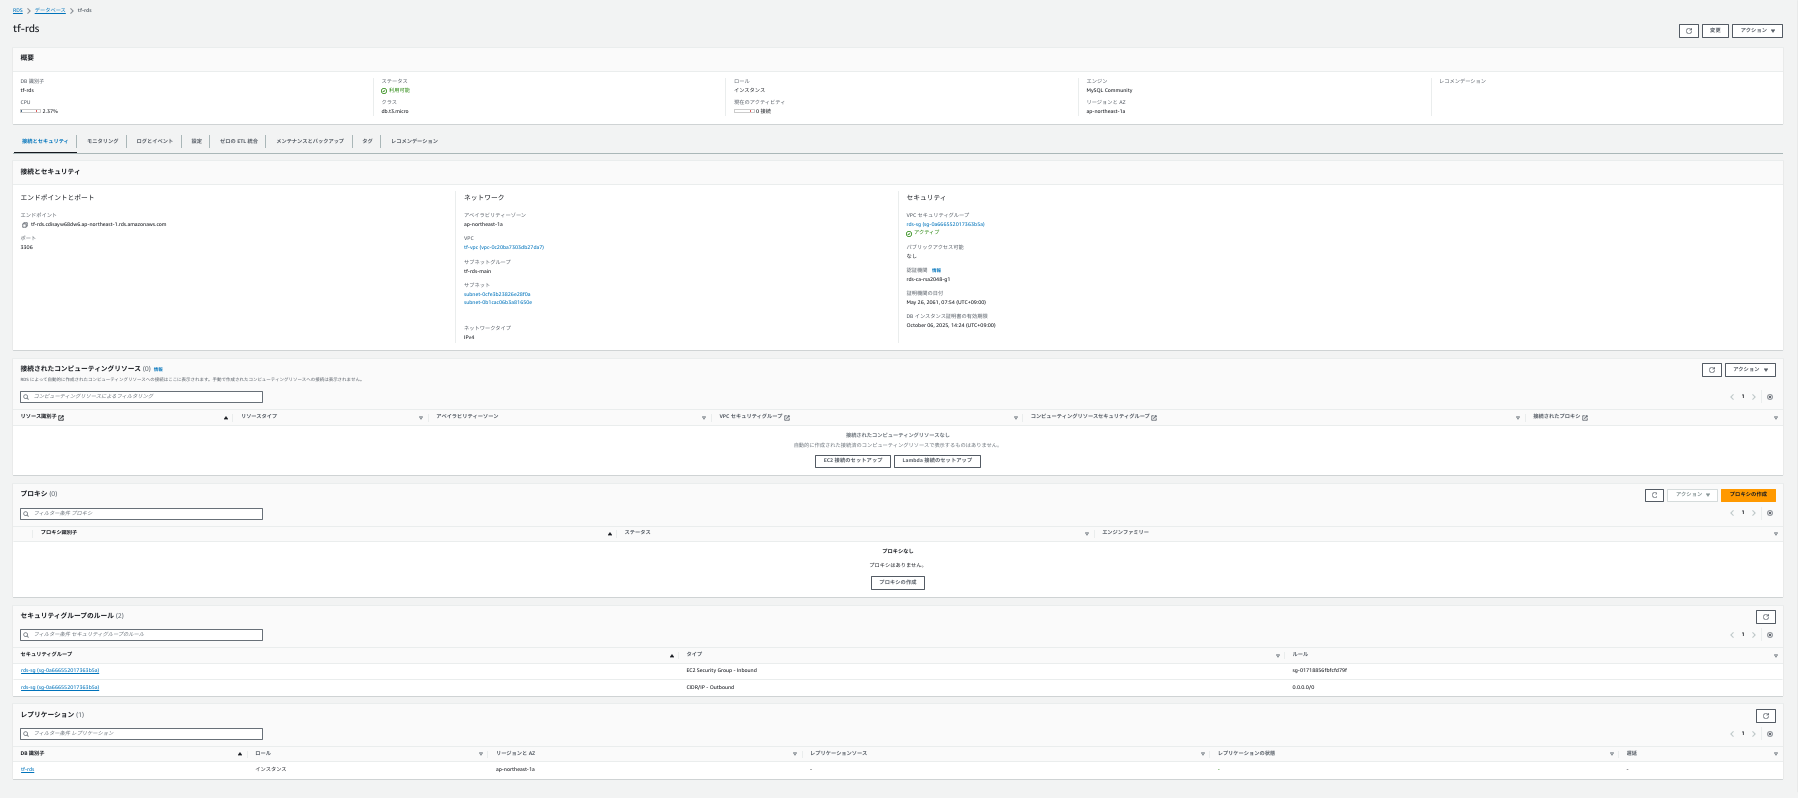 RDS > データベース > tf-rds
tf-rds
変更
アクション
概要
DB 識別子
tf-rds
CPU
2.37%
ステータス
利用可能
クラス
db.t3.micro
ロール
インスタンス
現在のアクティビティ
0 接続
エンジン
MySQL Community
リージョンと AZ
ap-northeast-1a
レコメンデーション
接続とセキュリティ
モニタリング
ログとイベント
設定
ゼロの ETL 統合
メンテナンスとバックアップ
タグ
レコメンデーション
接続とセキュリティ
エンドポイントとポート
エンドポイント
ポート
3306
ネットワーク
アベイラビリティーゾーン
ap-northeast-1a
VPC
サブネットグループ
tf-rds-main
サブネット
ネットワークタイプ
IPv4
セキュリティ
VPC セキュリティグループ
rds-sg (sg-0a666552017363b5a)
アクティブ
パブリックアクセス可能
なし
認証機関 情報
rds-ca-rsa2048-g1
証明機関の日付
May 26, 2061, 07:54 (UTC+09:00)
DB インスタンス証明書の有効期限
October 06, 2025, 14:24 (UTC+09:00)
接続されたコンピューティングリソース (0) 情報
RDS によって自動的に作成されたコンピューティングリソースへの接続はここに表示されます。手動で作成されたコンピューティングリソースへの接続は表示されません。
アクション
コンピューティングリソースによるフィルタリング
1
リソース識別子
リソースタイプ
アベイラビリティーゾーン
VPC セキュリティグループ
コンピューティングリソースセキュリティグループ
接続されたプロキシ
接続されたコンピューティングリソースなし
自動的に作成された接続済のコンピューティングリソースで表示するものはありません。
EC2 接続のセットアップ
Lambda 接続のセットアップ
プロキシ (0)
アクション
プロキシの作成
フィルター条件 プロキシ
1
プロキシ識別子
ステータス
エンジンファミリー
プロキシなし
プロキシはありません。
プロキシの作成
セキュリティグループのルール (2)
フィルター条件 セキュリティグループのルール
1
セキュリティグループ
タイプ
ルール
rds-sg (sg-0a666552017363b5a)
EC2 Security Group - Inbound
rds-sg (sg-0a666552017363b5a)
CIDR/IP - Outbound
0.0.0.0/0
レプリケーション (1)
フィルター条件 レプリケーション
1
DB 識別子
ロール
リージョンと AZ
レプリケーションソース
レプリケーションの状態
遅延
tf-rds
インスタンス
ap-northeast-1a
-
-
-